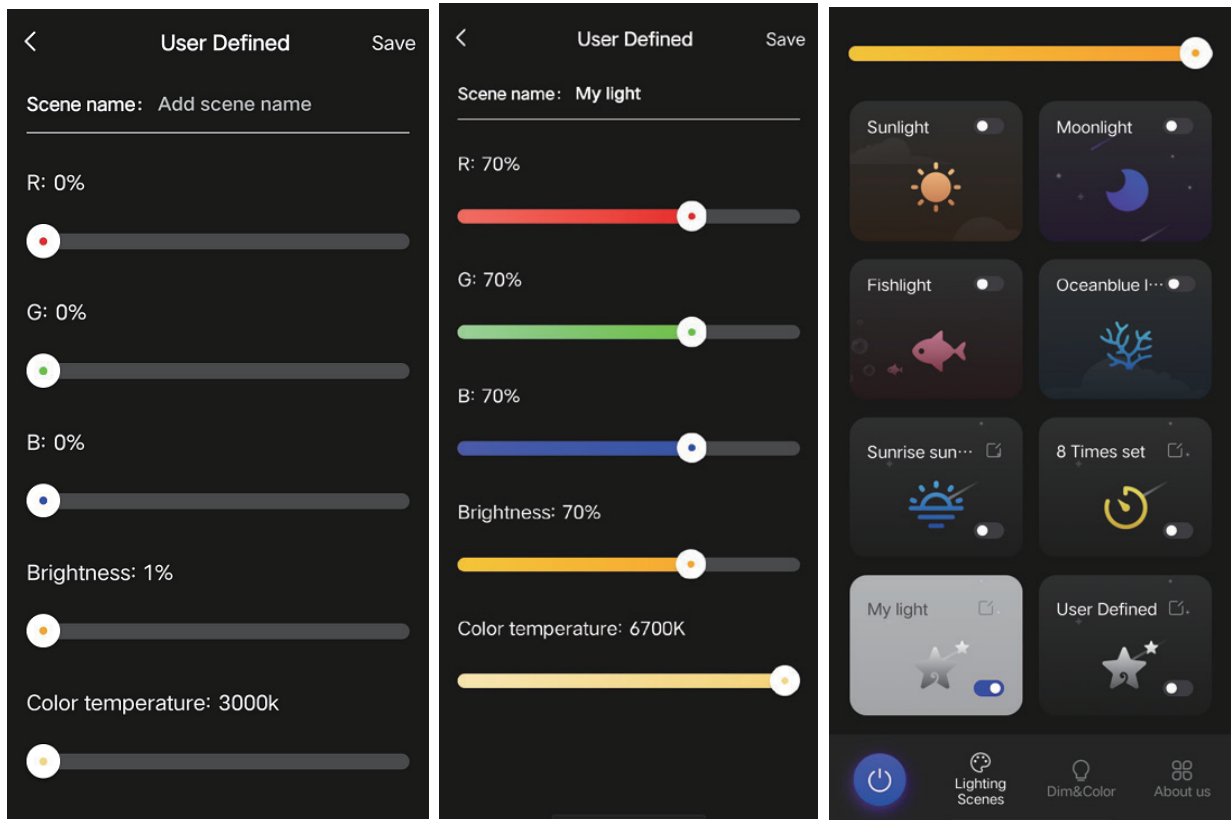 User Defined
Save
Scene name: Add scene name
R: 0%
G: 0%
B: 0%
Brightness: 1%
Color temperature: 3000k
User Defined
Save
Scene name: My light
R: 70%
G: 70%
B: 70%
Brightness: 70%
Color temperature: 6700K
Sunlight
Moonlight
Fishlight
Oceanblue l···
Sunrise sun···
8 Times set
My light
User Defined
Lighting
Scenes
Dim&Color
About us